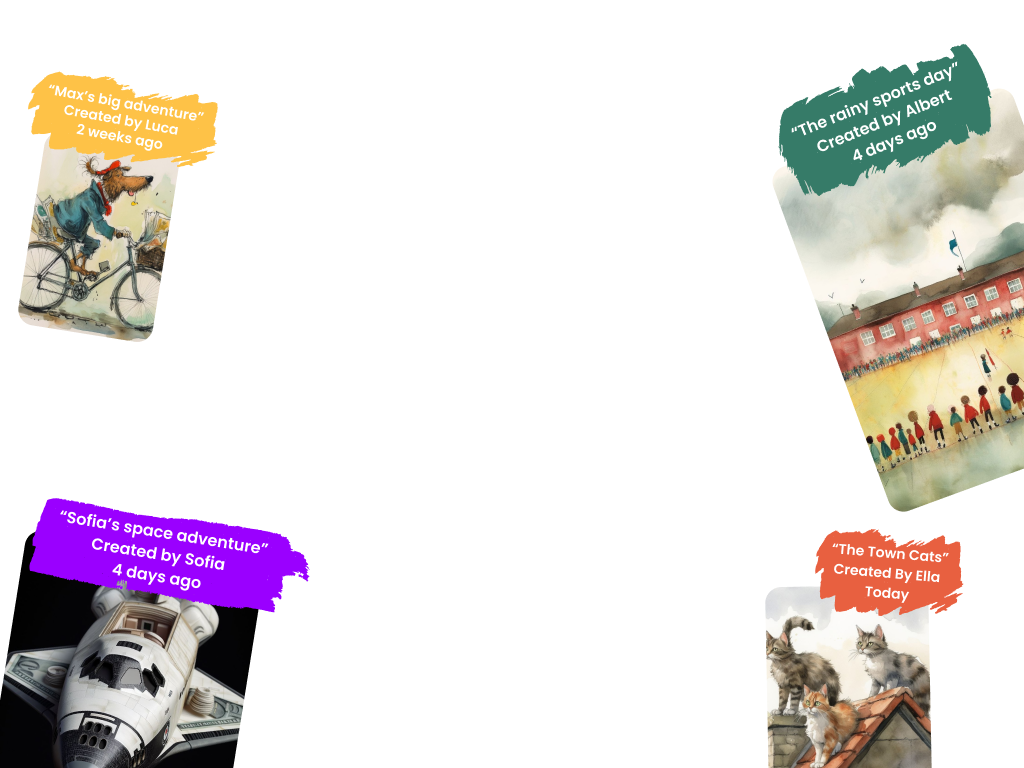 “Max’s big adventure”
Created by Luca
2 weeks ago
“The rainy sports day”
Created by Albert
4 days ago
“Sofia’s space adventure”
Created by Sofia
4 days ago
“The Town Cats”
Created By Ella
Today